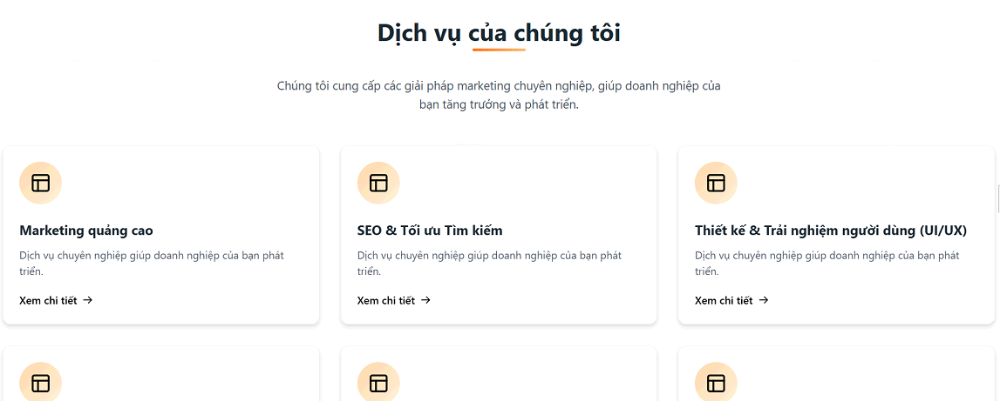 Dịch vụ của chúng tôi
Chúng tôi cung cấp các giải pháp marketing chuyên nghiệp, giúp doanh nghiệp của
bạn tăng trưởng và phát triển.
Marketing quảng cáo
Dịch vụ chuyên nghiệp giúp doanh nghiệp của bạn phát
triển.
Xem chi tiết →
SEO & Tối ưu Tìm kiếm
Dịch vụ chuyên nghiệp giúp doanh nghiệp của bạn phát
triển.
Xem chi tiết →
Thiết kế & Trải nghiệm người dùng (UI/UX)
Dịch vụ chuyên nghiệp giúp doanh nghiệp của bạn phát
triển.
Xem chi tiết →